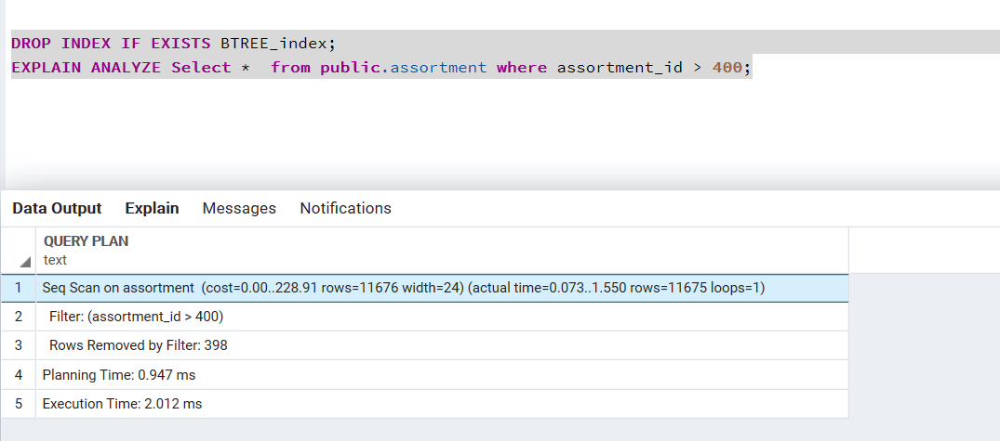 DROP INDEX IF EXISTS BTREE_index;
EXPLAIN ANALYZE Select * from public.assortment where assortment_id > 400;
Data Output Explain Messages Notifications
QUERY PLAN
text
1 Seq Scan on assortment (cost=0.00..228.91 rows=11676 width=24) (actual time=0.073..1.550 rows=11675 loops=1)
2 Filter: (assortment_id > 400)
3 Rows Removed by Filter: 398
4 Planning Time: 0.947 ms
5 Execution Time: 2.012 ms